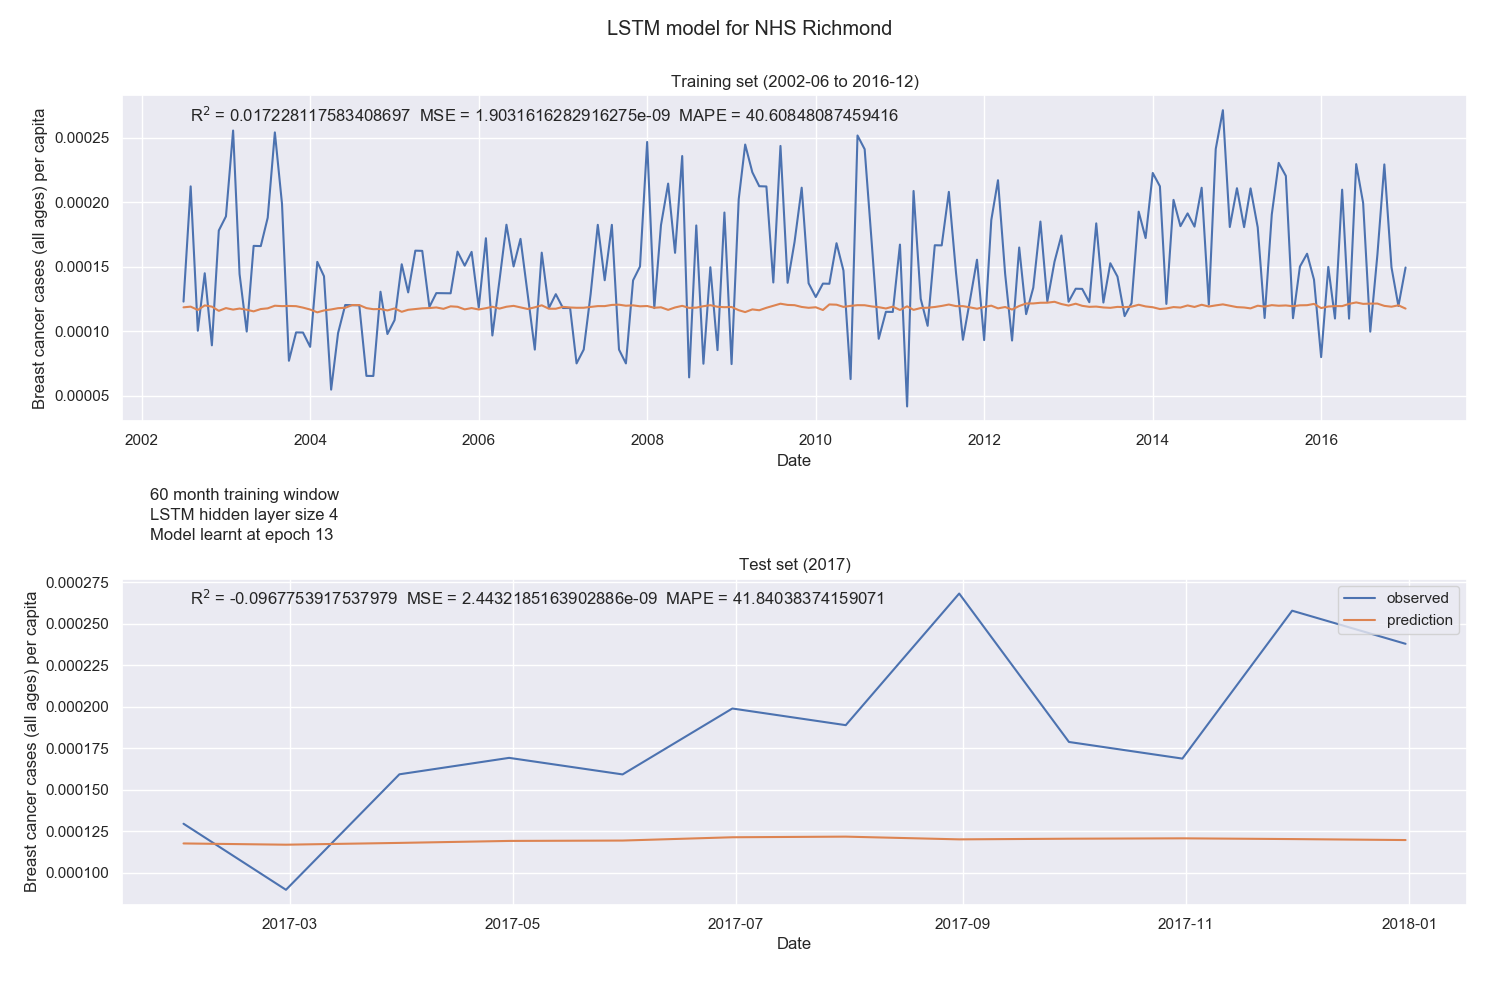 LSTM model for NHS Richmond
Training set (2002-06 to 2016-12)
R² = 0.017228117583408697 MSE = 1.9031616282916275e-09 MAPE = 40.60848087459416
Breast cancer cases (all ages) per capita
0.00025
0.00020
0.00015
0.00010
0.00005
2002 2004 2006 2008 2010 2012 2014 2016
Date
60 month training window
LSTM hidden layer size 4
Model learnt at epoch 13
Test set (2017)
R² = -0.0967753917537979 MSE = 2.4432185163902886e-09 MAPE = 41.84038374159071
observed
prediction
Breast cancer cases (all ages) per capita
0.000275
0.000250
0.000225
0.000200
0.000175
0.000150
0.000125
0.000100
2017-03 2017-05 2017-07 2017-09 2017-11 2018-01
Date